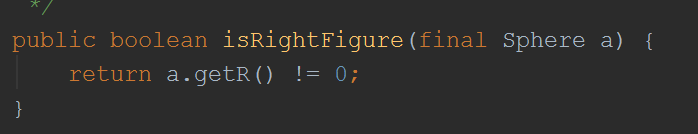 */
public boolean isRightFigure(final Sphere a) {
return a.getR() != 0;
}